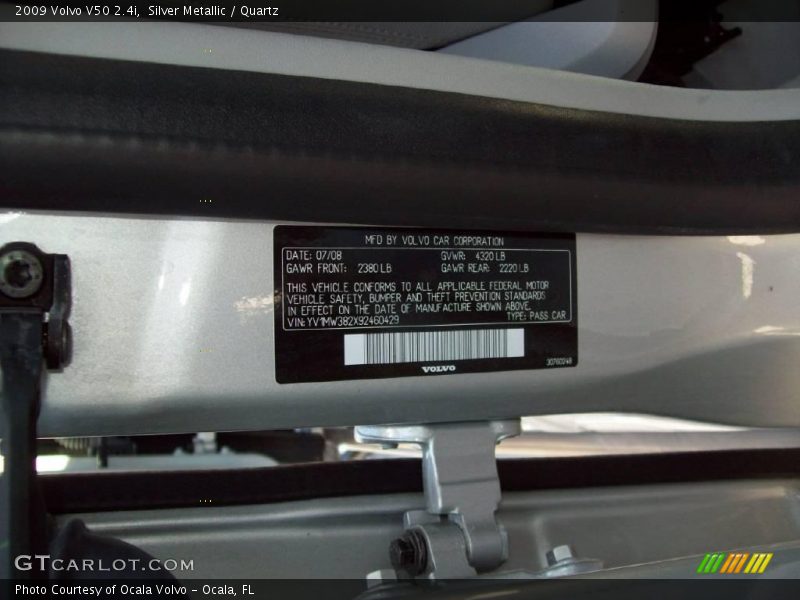 2009 Volvo V50 2.4i, Silver Metallic / Quartz
MFD BY VOLVO CAR CORPORATION
DATE: 07/08 GVWR: 4320 LB
GAWR FRONT: 2380 LB GAWR REAR: 2220 LB
THIS VEHICLE CONFORMS TO ALL APPLICABLE FEDERAL MOTOR
VEHICLE SAFETY, BUMPER AND THEFT PREVENTION STANDARDS
IN EFFECT ON THE DATE OF MANUFACTURE SHOWN ABOVE.
VIN: YV1MW382X92460429 TYPE: PASS CAR
VOLVO
30760248
GTCARLOT.COM
Photo Courtesy of Ocala Volvo - Ocala, FL